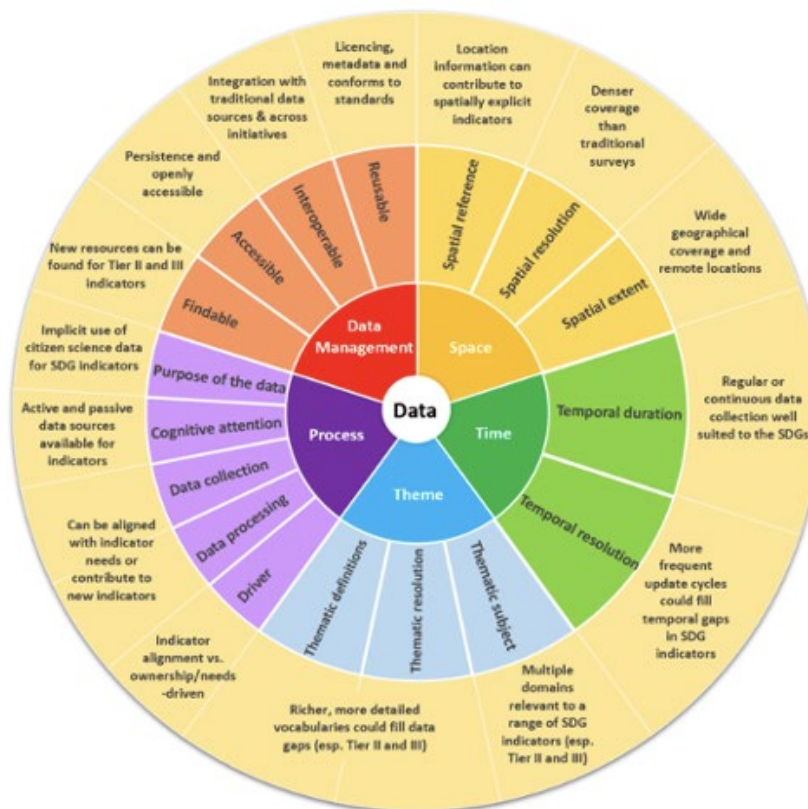 Licencing,
metadata and
conforms to
standards
Location
information can
contribute to
spatially explicit
indicators
Denser
coverage
than
traditional
surveys
Wide
geographical
coverage and
remote locations
Regular or
continuous data
collection well
suited to the SDGs
More
frequent
update cycles
could fill
temporal gaps
in SDG
indicators
Multiple
domains
relevant to a
range of SDG
indicators (esp.
Tier II and III)
Richer, more detailed
vocabularies could fill data
gaps (esp. Tier II and III)
Indicator
alignment vs.
ownership/needs
-driven
Can be aligned
with indicator
needs or
contribute to
new indicators
Active and passive
data sources
available for
indicators
Implicit use of
citizen science data
for SDG indicators
New resources can be
found for Tier II and III
indicators
Persistence and
openly
accessible
Integration with
traditional data
sources & across
initiatives
Reusable
Interoperable
Accessible
Findable
Spatial reference
Spatial resolution
Spatial extent
Temporal duration
Temporal resolution
Thematic subject
Thematic resolution
Thematic definitions
Driver
Data processing
Data collection
Cognitive attention
Purpose of the data
Data
Management
Space
Time
Theme
Process
Data